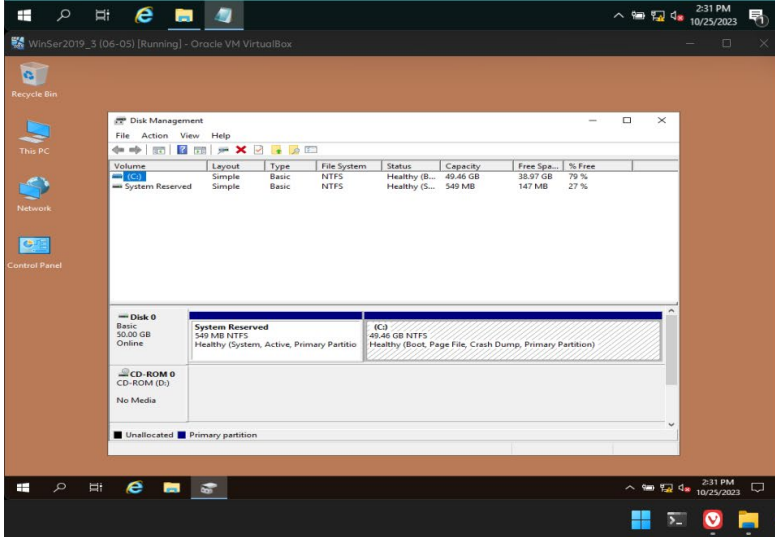 2:31 PM
10/25/2023
WinSer2019_3 (06-05) [Running] - Oracle VM VirtualBox
Recycle Bin
This PC
Network
Control Panel
Disk Management
File Action View Help
Volume Layout Type File System Status Capacity Free Spa... % Free
(C:) Simple Basic NTFS Healthy (B... 49.46 GB 38.97 GB 79 %
System Reserved Simple Basic NTFS Healthy (S... 549 MB 147 MB 27 %
Disk 0
Basic
50.00 GB
Online
System Reserved
549 MB NTFS
Healthy (System, Active, Primary Partitio
(C:)
49.46 GB NTFS
Healthy (Boot, Page File, Crash Dump, Primary Partition)
CD-ROM 0
CD-ROM (D:)
No Media
Unallocated Primary partition
2:31 PM
10/25/2023